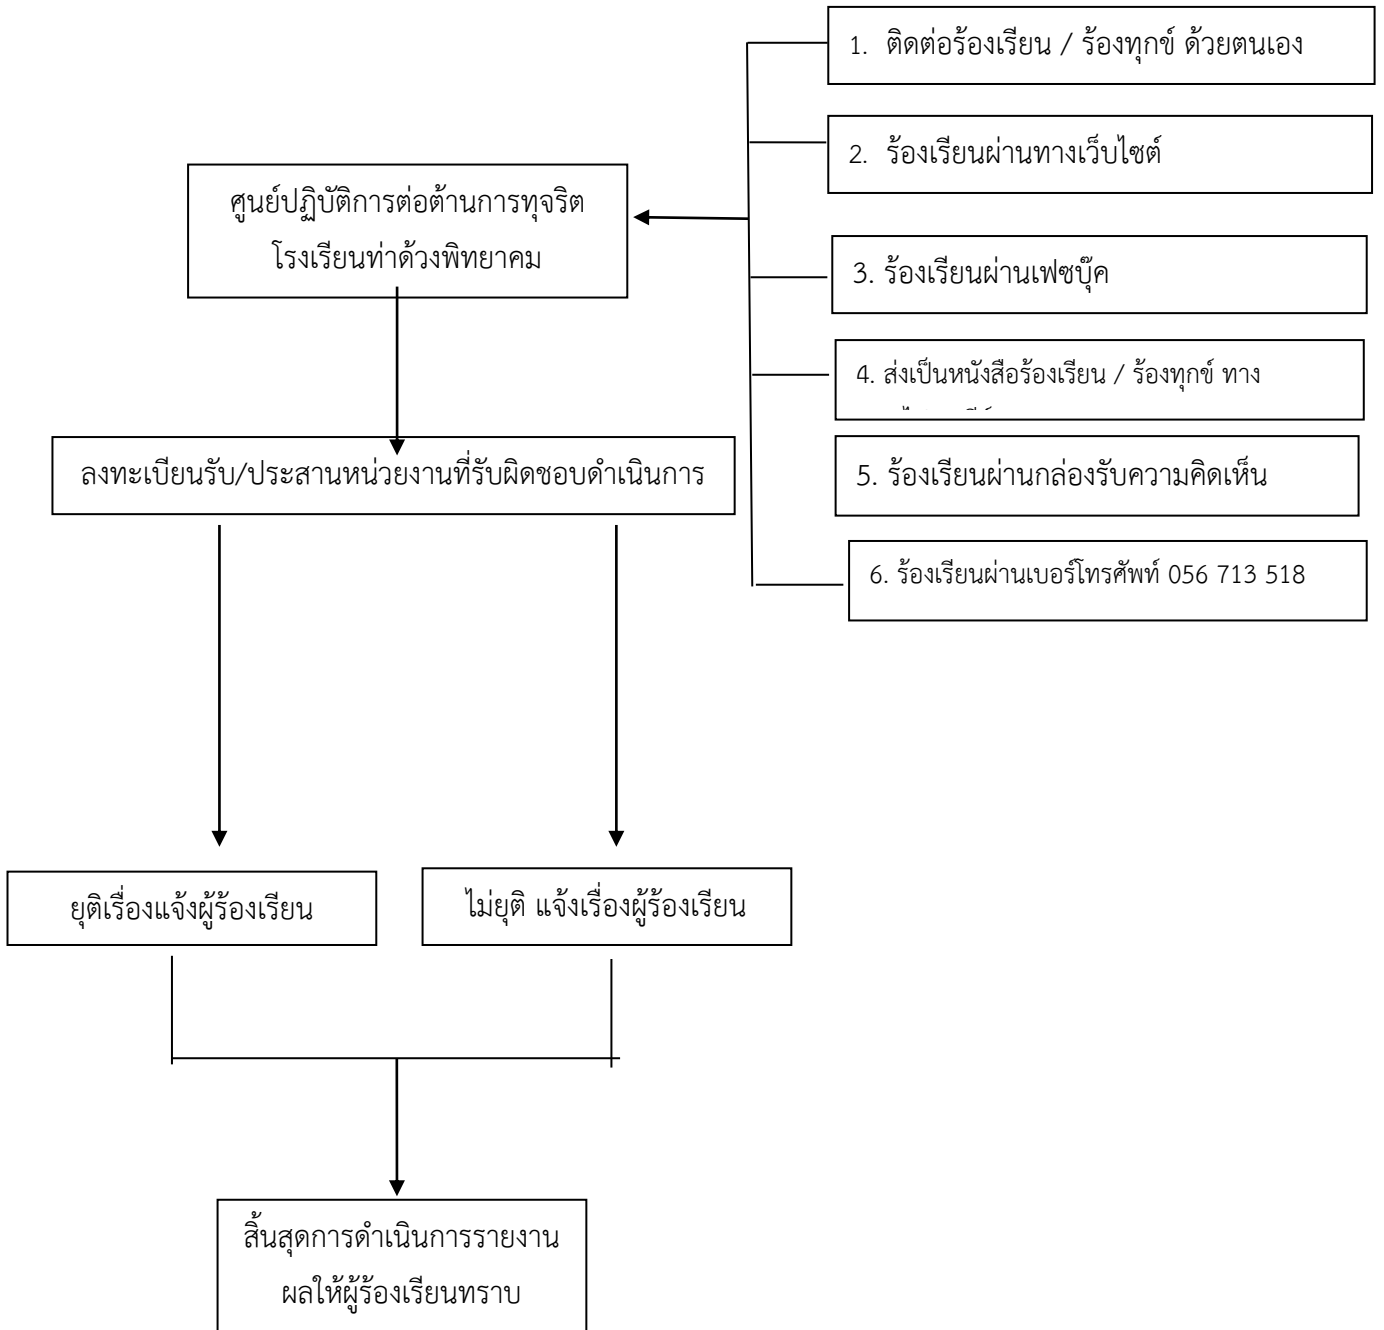 1. ติดต่อร้องเรียน / ร้องทุกข์ ด้วยตนเอง
2. ร้องเรียนผ่านทางเว็บไซต์
ศูนย์ปฏิบัติการต่อต้านการทุจริต
โรงเรียนท่าด้วงพิทยาคม
3. ร้องเรียนผ่านเฟซบุ๊ค
4. ส่งเป็นหนังสือร้องเรียน / ร้องทุกข์ ทาง
5. ร้องเรียนผ่านกล่องรับความคิดเห็น
6. ร้องเรียนผ่านเบอร์โทรศัพท์ 056 713 518
ลงทะเบียนรับ/ประสานหน่วยงานที่รับผิดชอบดำเนินการ
ยุติเรื่องแจ้งผู้ร้องเรียน
ไม่ยุติ แจ้งเรื่องผู้ร้องเรียน
สิ้นสุดการดำเนินการรายงาน
ผลให้ผู้ร้องเรียนทราบ